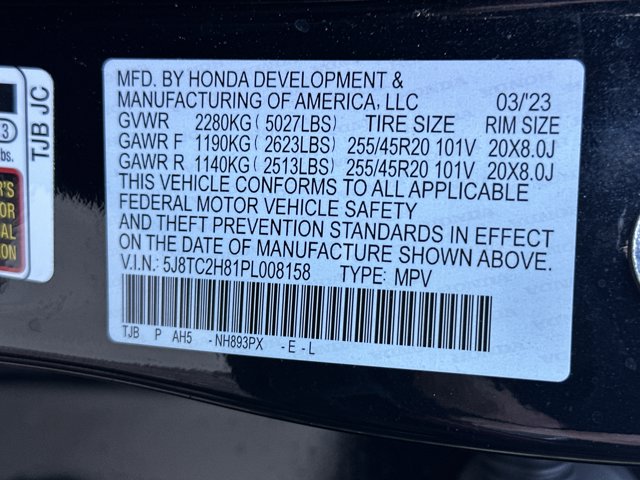 MFD. BY HONDA DEVELOPMENT &
MANUFACTURING OF AMERICA, LLC 03/'23
GVWR 2280KG ( 5027LBS) TIRE SIZE RIM SIZE
GAWR F 1190KG ( 2623LBS) 255/45R20 101V 20X8.0J
GAWR R 1140KG ( 2513LBS) 255/45R20 101V 20X8.0J
THIS VEHICLE CONFORMS TO ALL APPLICABLE
FEDERAL MOTOR VEHICLE SAFETY
AND THEFT PREVENTION STANDARDS IN EFFECT
ON THE DATE OF MANUFACTURE SHOWN ABOVE.
V.I.N.: 5J8TC2H81PL008158 TYPE: MPV
TJB P AH5 -NH893PX -E-L
TJB JC
3
bs.